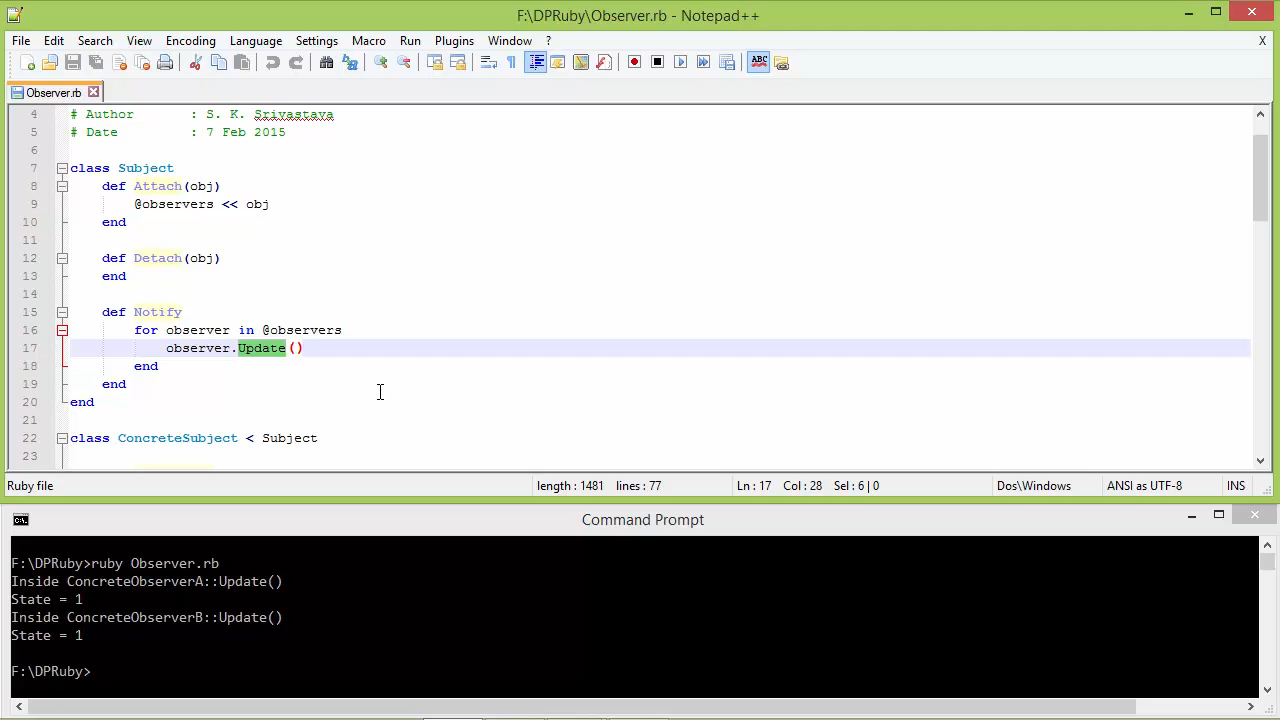 F:\DPRuby\Observer.rb - Notepad++
File Edit Search View Encoding Language Settings Macro Run Plugins Window ? X
ABC
Observer.rb
4 # Author : S. K. Srivastava
5 # Date : 7 Feb 2015
6
7 class Subject
8 def Attach(obj)
9 @observers << obj
10 end
11
12 def Detach(obj)
13 end
14
15 def Notify
16 for observer in @observers
17 observer.Update()
18 end
19 end
20 end
21
22 class ConcreteSubject < Subject
23
Ruby file length : 1481 lines : 77 Ln : 17 Col : 28 Sel : 6 | 0 Dos\Windows ANSI as UTF-8 INS
Command Prompt
F:\DPRuby>ruby Observer.rb
Inside ConcreteObserverA::Update()
State = 1
Inside ConcreteObserverB::Update()
State = 1
F:\DPRuby>